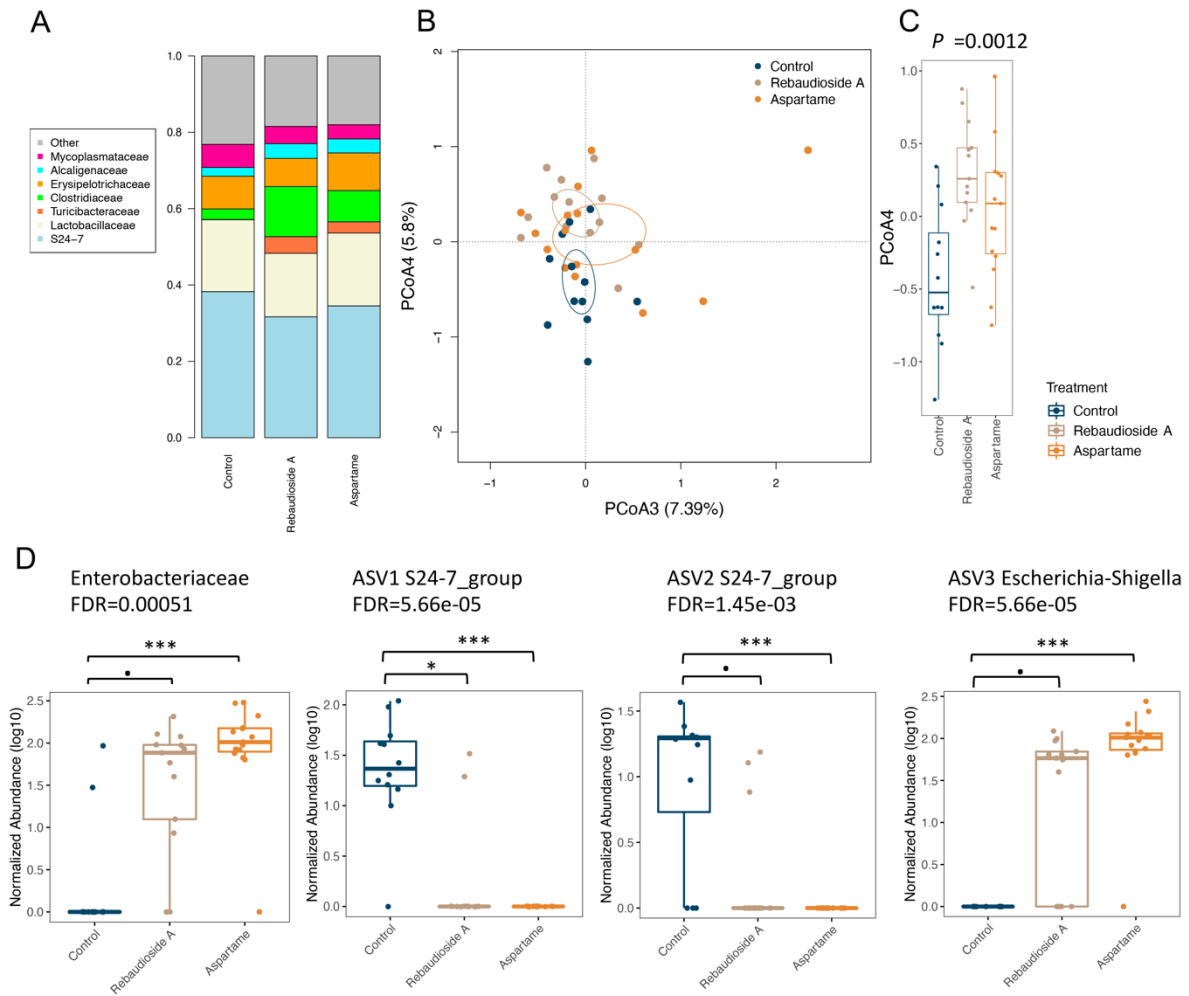 A
1.0
0.8
0.6
0.4
0.2
0.0
Other
Mycoplasmataceae
Alcaligenaceae
Erysipelotrichaceae
Clostridiaceae
Turicibacteraceae
Lactobacillaceae
S24−7
Control
Rebaudioside A
Aspartame
B
2
1
0
−1
−2
PCoA4 (5.8%)
Control
Rebaudioside A
Aspartame
−1
0
1
2
PCoA3 (7.39%)
C
P =0.0012
1.0
0.5
0.0
−0.5
−1.0
PCoA4
Control
Rebaudioside A
Aspartame
Treatment
Control
Rebaudioside A
Aspartame
D
Enterobacteriaceae
FDR=0.00051
***
2.5
2.0
1.5
1.0
0.5
0.0
Normalized Abundance (log10)
Control
Rebaudioside A
Aspartame
ASV1 S24-7_group
FDR=5.66e-05
***
*
2.0
1.5
1.0
0.5
0.0
Normalized Abundance (log10)
Control
Rebaudioside A
Aspartame
ASV2 S24-7_group
FDR=1.45e-03
***
1.5
1.0
0.5
0.0
Normalized Abundance (log10)
Control
Rebaudioside A
Aspartame
ASV3 Escherichia-Shigella
FDR=5.66e-05
***
2.5
2.0
1.5
1.0
0.5
0.0
Normalized Abundance (log10)
Control
Rebaudioside A
Aspartame